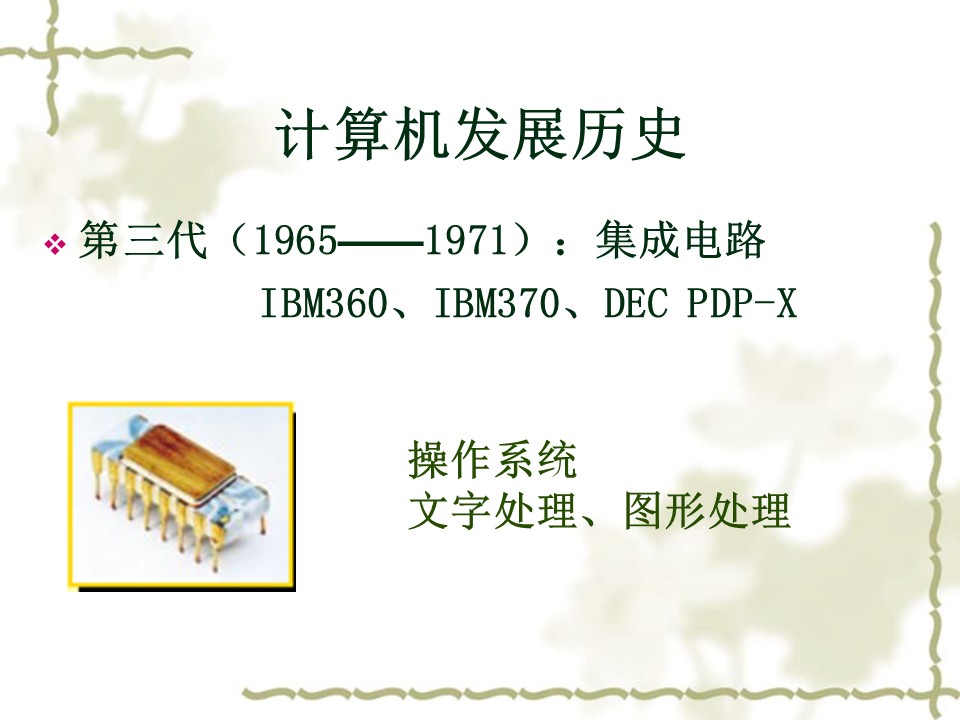 计算机发展历史
第三代（1965——1971）：集成电路
IBM360、IBM370、DEC PDP-X
操作系统
文字处理、图形处理